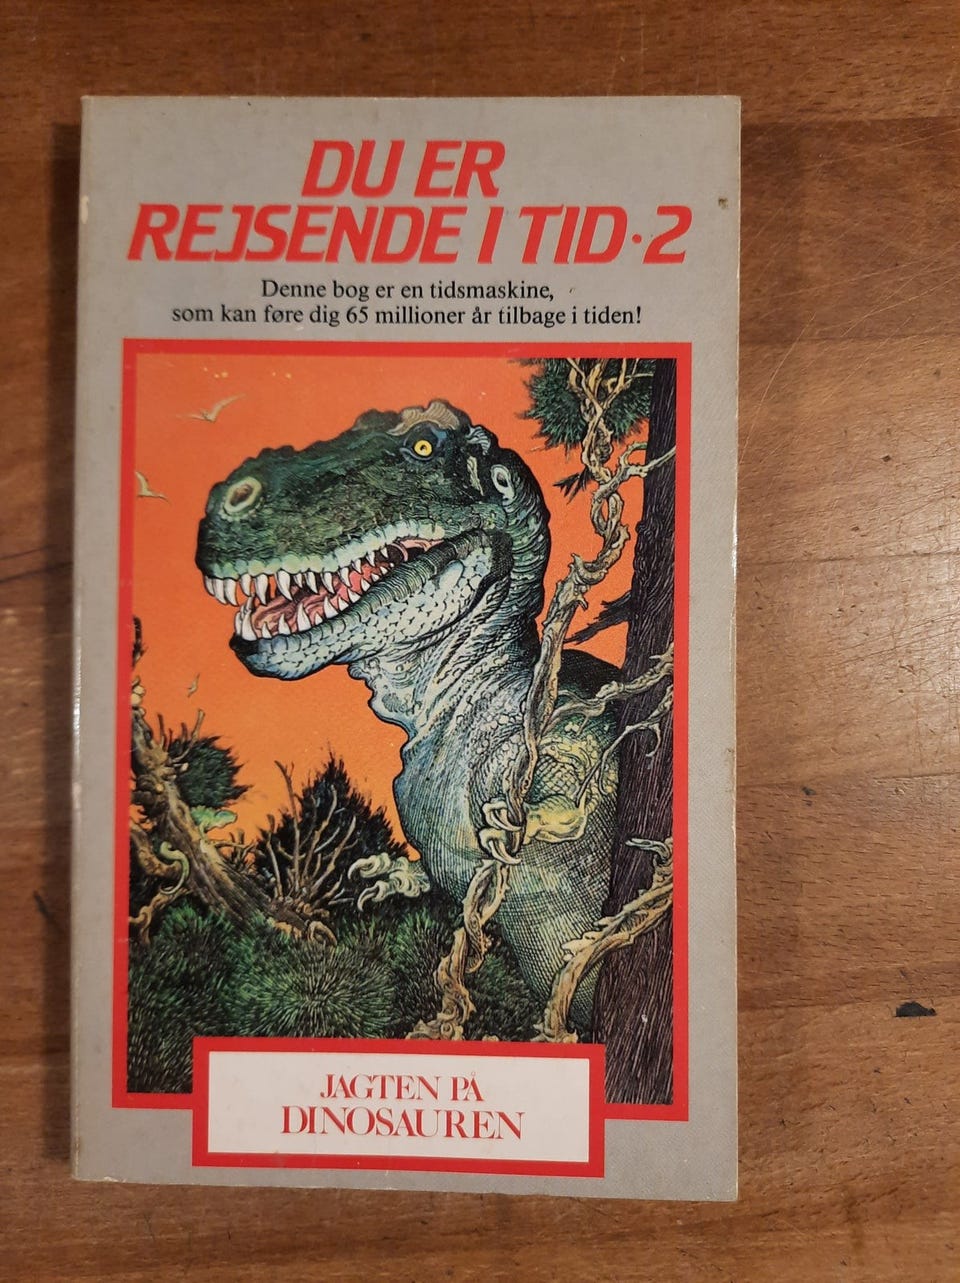 DU ER
REJSENDE I TID·2
Denne bog er en tidsmaskine,
som kan føre dig 65 millioner år tilbage i tiden!
JAGTEN PÅ
DINOSAUREN